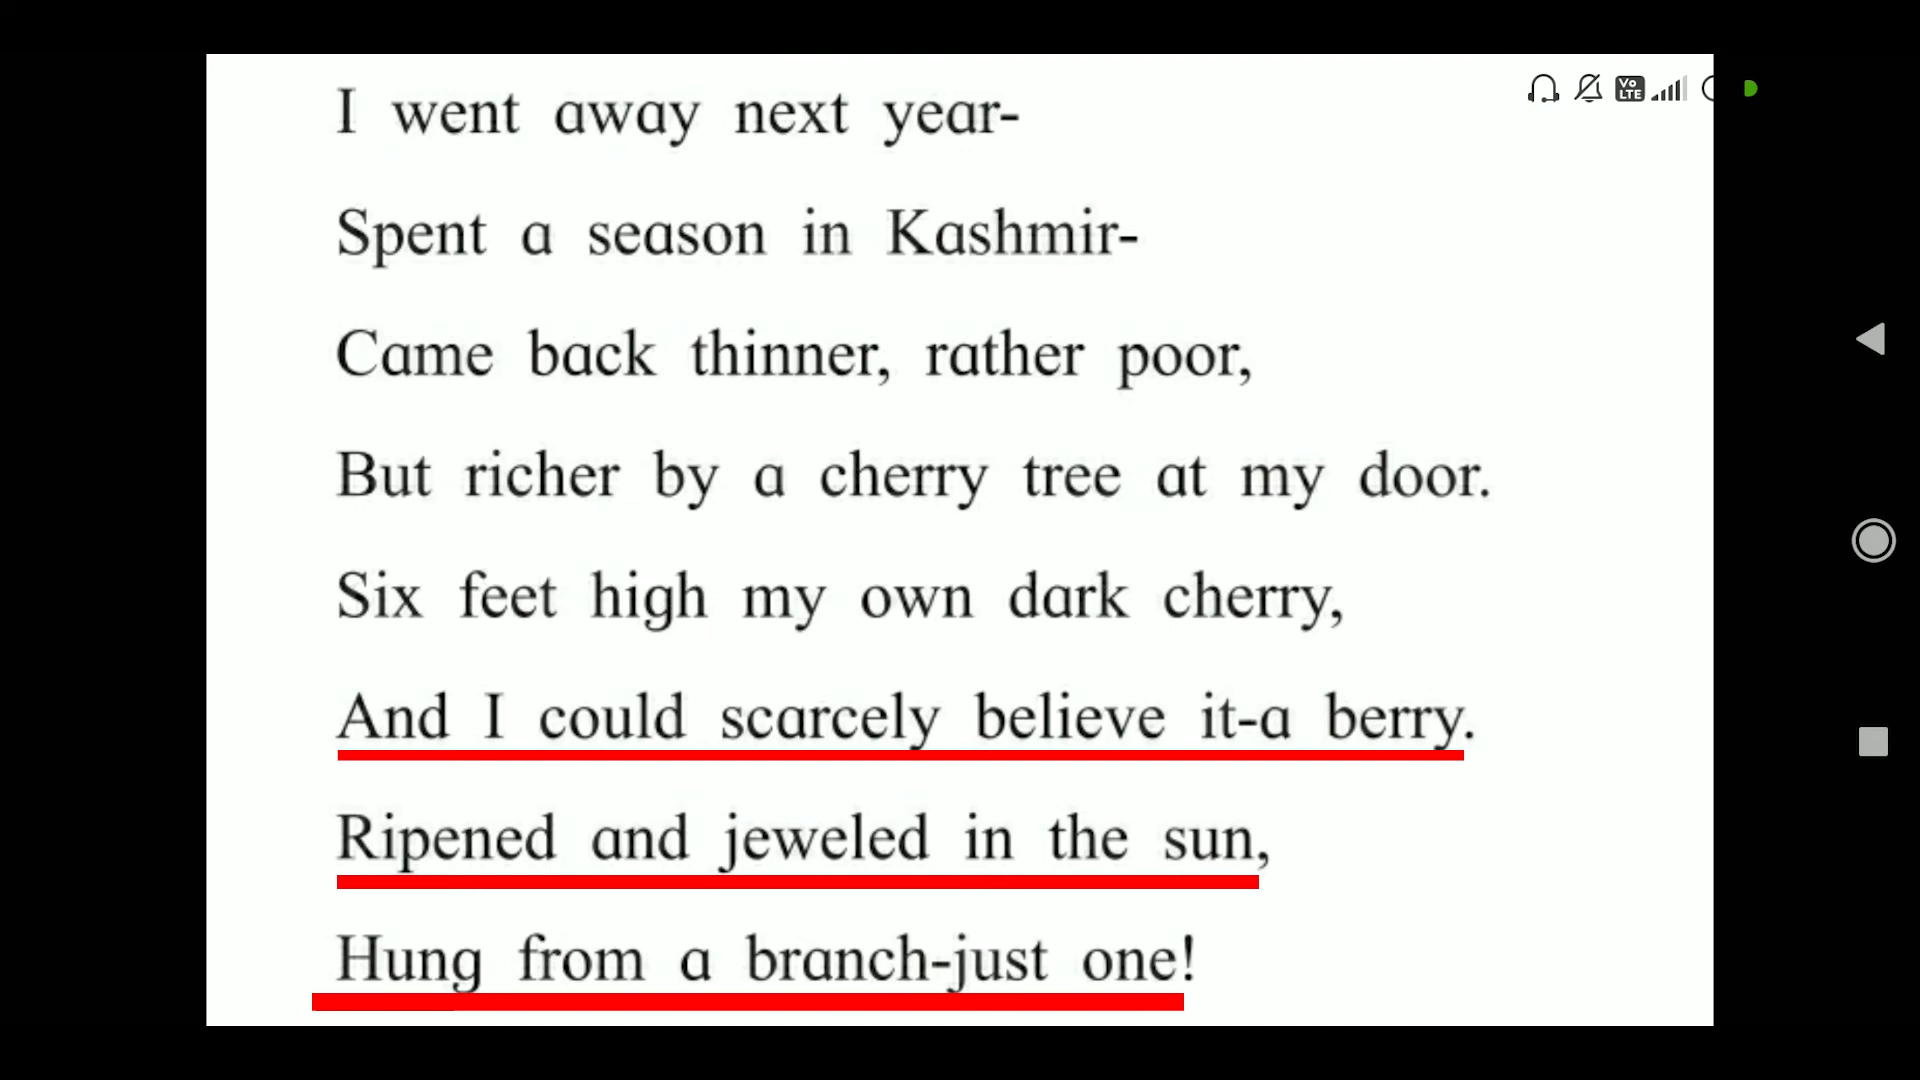 I went away next year-
Spent a season in Kashmir-
Came back thinner, rather poor,
But richer by a cherry tree at my door.
Six feet high my own dark cherry,
And I could scarcely believe it-a berry.
Ripened and jeweled in the sun,
Hung from a branch-just one!
Vo
LTE